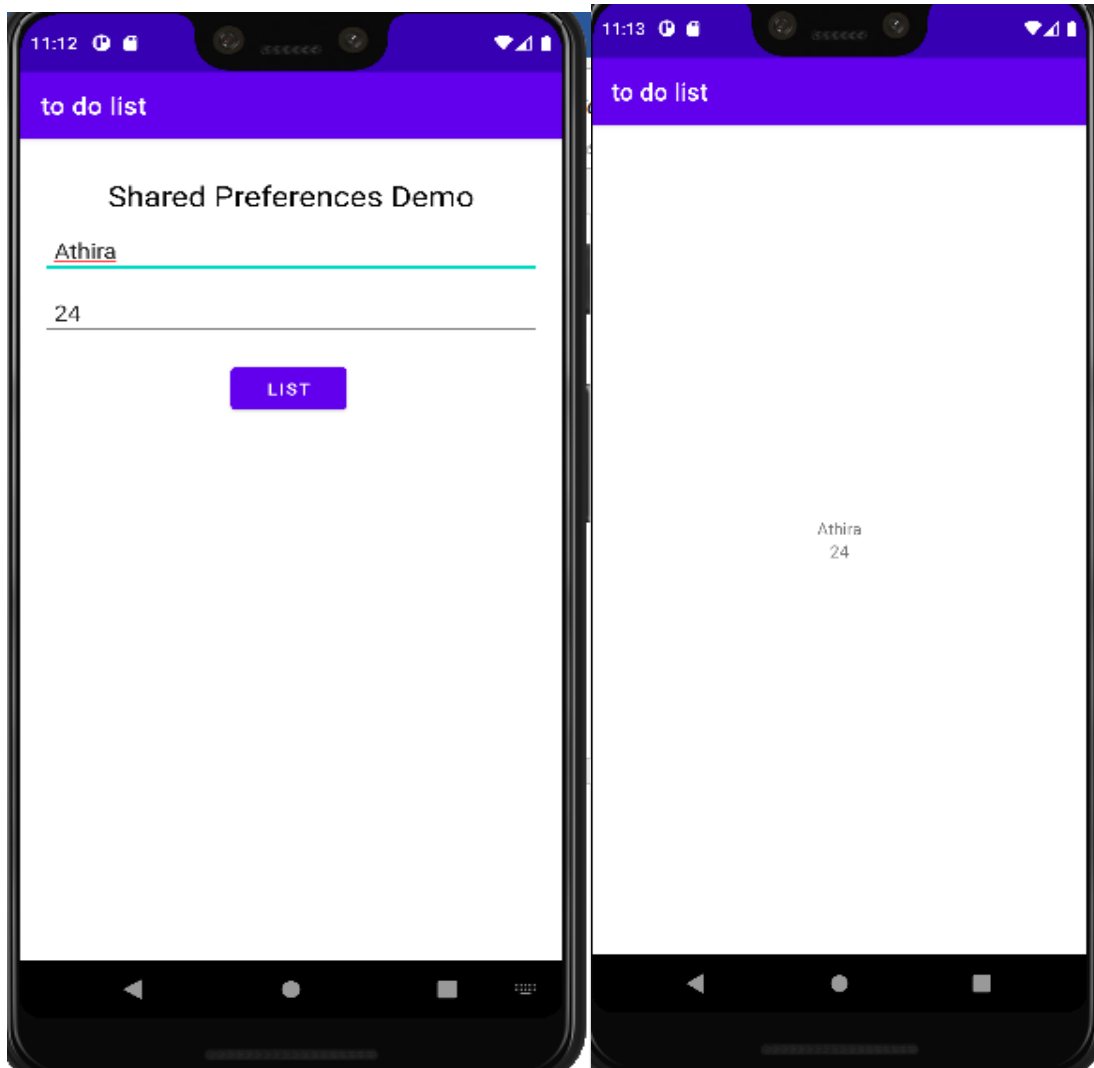 11:12
to do list
Shared Preferences Demo
Athira
24
LIST
11:13
to do list
Athira
24